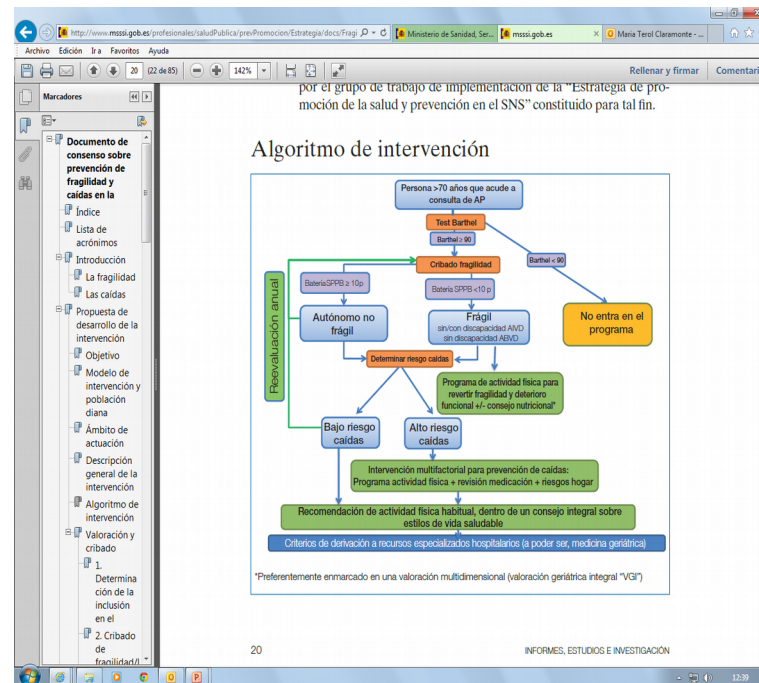 http://www.msssi.gob.es/profesionales/saludPublica/prevPromocion/Estrategia/docs/Fragi
Ministerio de Sanidad, Ser...
msssi.gob.es
Maria Terol Claramonte - ...
Archivo Edición Ir a Favoritos Ayuda
20 (22 de 85) 142% Rellenar y firmar Comentari
Marcadores
Documento de
consenso sobre
prevención de
fragilidad y
caídas en la
Índice
Lista de
acrónimos
Introducción
La fragilidad
Las caídas
Propuesta de
desarrollo de la
intervención
Objetivo
Modelo de
intervención y
población
diana
Ámbito de
actuación
Descripción
general de la
intervención
Algoritmo de
intervención
Valoración y
cribado
1.
Determina
ción de la
inclusión
en el
2. Cribado
de
fragilidad/l
por el grupo de trabajo de implementación de la “Estrategia de pro-
moción de la salud y prevención en el SNS” constituido para tal fin.
Algoritmo de intervención
Persona >70 años que acude a
consulta de AP
Test Barthel
Barthel ≥ 90
Barthel < 90
Cribado fragilidad
Batería SPPB ≥ 10 p
Batería SPPB <10 p
Autónomo no
frágil
Frágil
sin/con discapacidad AIVD
sin discapacidad ABVD
No entra en el
programa
Reevaluación anual
Determinar riesgo caídas
Programa de actividad física para
revertir fragilidad y deterioro
funcional +/- consejo nutricional*
Bajo riesgo
caídas
Alto riesgo
caídas
Intervención multifactorial para prevención de caídas:
Programa actividad física + revisión medicación + riesgos hogar
Recomendación de actividad física habitual, dentro de un consejo integral sobre
estilos de vida saludable
Criterios de derivación a recursos especializados hospitalarios (a poder ser, medicina geriátrica)
*Preferentemente enmarcado en una valoración multidimensional (valoración geriátrica integral “VGI”)
20 INFORMES, ESTUDIOS E INVESTIGACIÓN
12:39